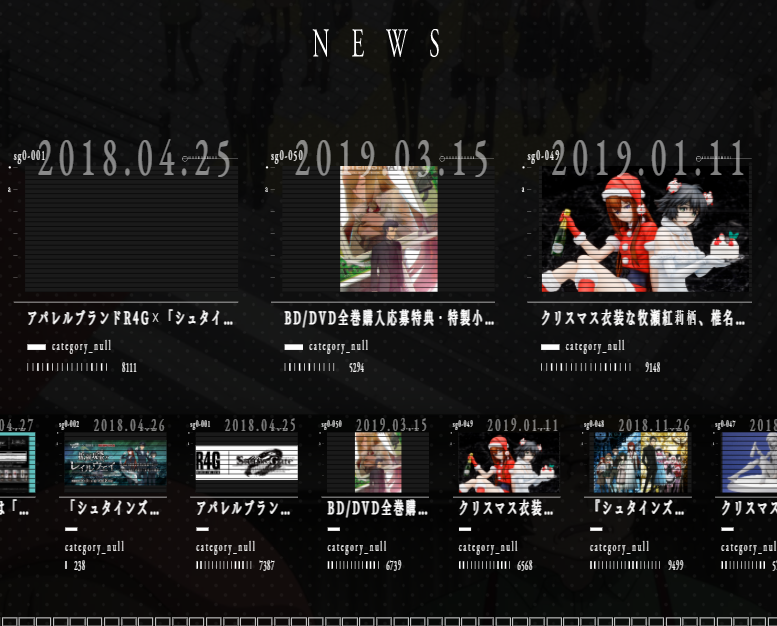 NEWS
sg0-001
2018.04.25
sg0-050
2019.03.15
sg0-049
2019.01.11
a
a
a
アパレルブランドR4G×「シュタイ...
BD/DVD全巻購入応募特典・特製小...
クリスマス衣装な牧瀬紅莉栖、椎名...
category_null
category_null
category_null
8111
5294
9148
04.27
sg0-002
2018.04.26
sg0-001
2018.04.25
sg0-050
2019.03.15
sg0-049
2019.01.11
sg0-048
2018.11.26
sg0-047
2018
R4G
は「...
「シュタインズ...
アパレルブラン...
BD/DVD全巻購...
クリスマス衣装...
『シュタインズ...
クリスマス
category_null
category_null
category_null
category_null
category_null
category_nul
238
7387
6739
6568
9499